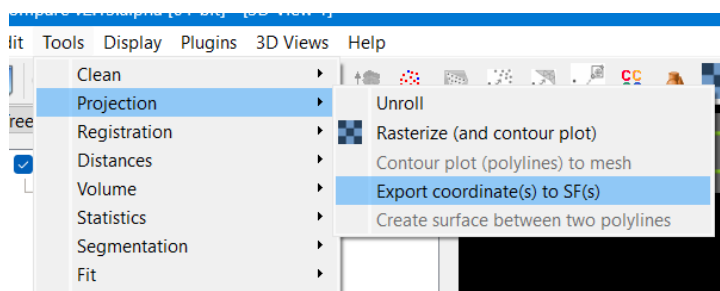 ompare v2.13.alpha [64-bit] - [3D View 1]
dit Tools Display Plugins 3D Views Help
Clean
Projection
Registration
Distances
Volume
Statistics
Segmentation
Fit
Unroll
Rasterize (and contour plot)
Contour plot (polylines) to mesh
Export coordinate(s) to SF(s)
Create surface between two polylines
ree
CC